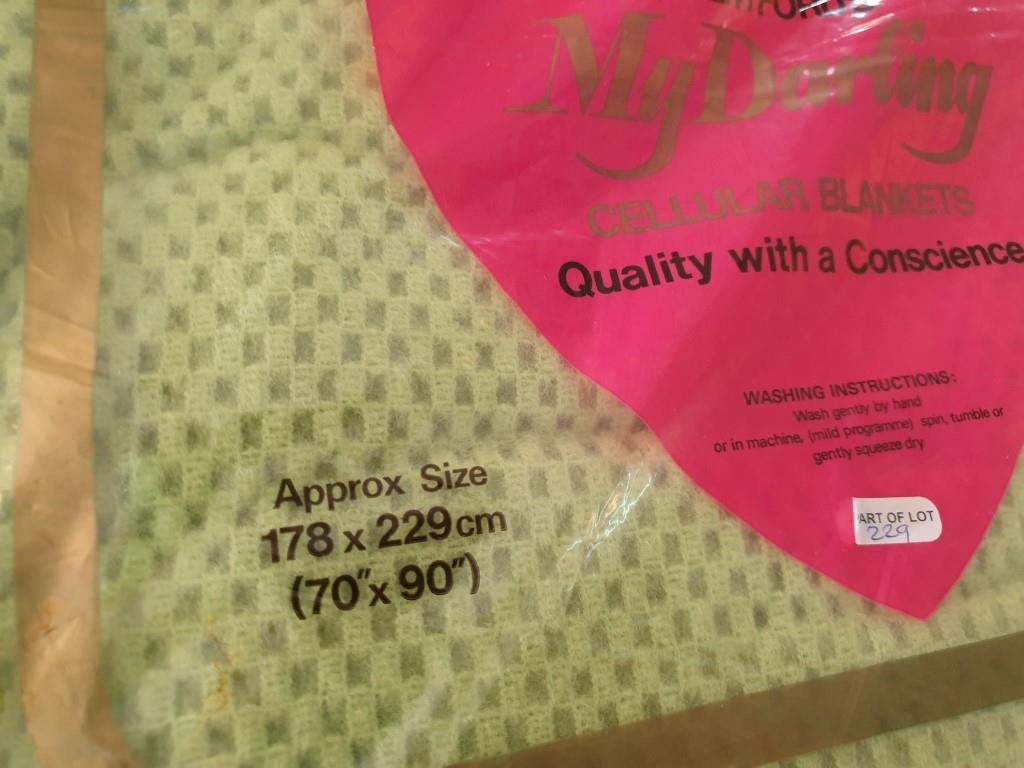 My Darling
CELLULAR BLANKETS
Quality with a Conscience
WASHING INSTRUCTIONS:
Wash gently by hand
or in machine, (mild programme) spin, tumble or
gently squeeze dry
ART OF LOT
229
Approx Size
178 x 229cm
(70"x 90")